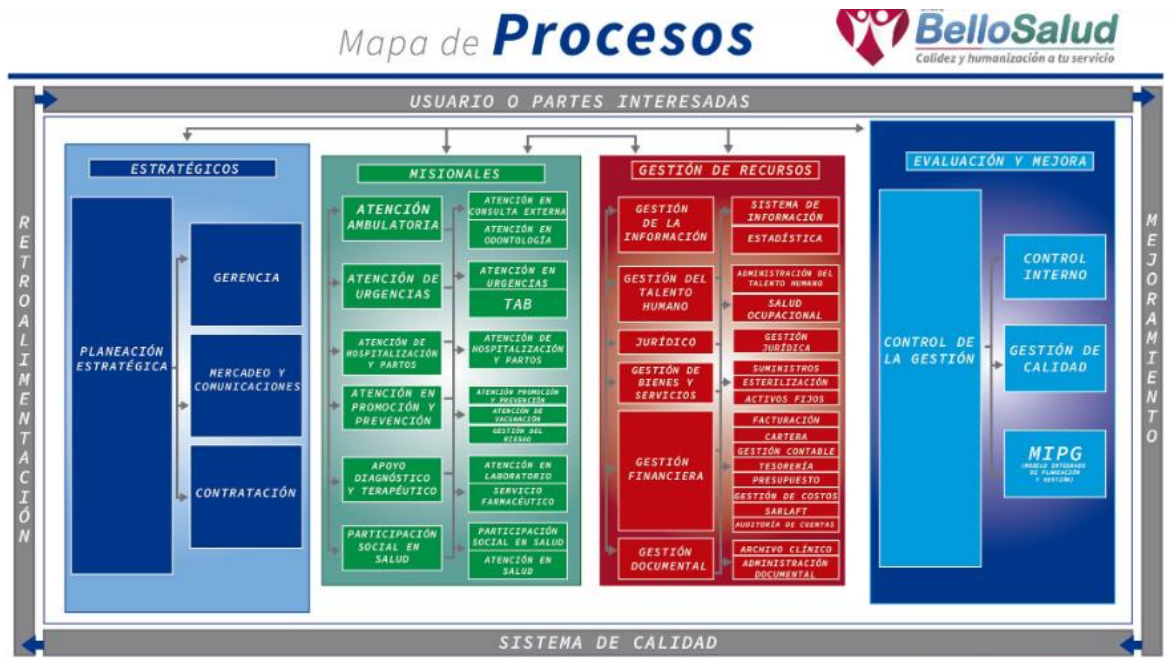 Mapa de Procesos
BelloSalud
Calidez y humanización a tu servicio
USUARIO O PARTES INTERESADAS
RETROALIMENTACIÓN
ESTRATÉGICOS
PLANEACIÓN
ESTRATÉGICA
GERENCIA
MERCADEO Y
COMUNICACIONES
CONTRATACIÓN
MISIONALES
ATENCIÓN
AMBULATORIA
ATENCIÓN EN
CONSULTA EXTERNA
ATENCIÓN EN
ODONTOLOGÍA
ATENCIÓN DE
URGENCIAS
ATENCIÓN EN
URGENCIAS
TAB
ATENCIÓN DE
HOSPITALIZACIÓN
Y PARTOS
ATENCIÓN DE
HOSPITALIZACIÓN
Y PARTOS
ATENCIÓN EN
PROMOCIÓN Y
PREVENCIÓN
ATENCIÓN PROMOCIÓN
Y PREVENCIÓN
ATENCIÓN DE
VACUNACIÓN
GESTIÓN DEL
RIESGO
APOYO
DIAGNÓSTICO
Y TERAPÉUTICO
ATENCIÓN EN
LABORATORIO
SERVICIO
FARMACÉUTICO
PARTICIPACIÓN
SOCIAL EN
SALUD
PARTICIPACIÓN
SOCIAL EN SALUD
ATENCIÓN EN
SALUD
GESTIÓN DE RECURSOS
GESTIÓN
DE LA
INFORMACIÓN
SISTEMA DE
INFORMACIÓN
ESTADÍSTICA
GESTIÓN DEL
TALENTO
HUMANO
ADMINISTRACIÓN DEL
TALENTO HUMANO
SALUD
OCUPACIONAL
JURÍDICO
GESTIÓN
JURÍDICA
GESTIÓN DE
BIENES Y
SERVICIOS
SUMINISTROS
ESTERILIZACIÓN
ACTIVOS FIJOS
GESTIÓN
FINANCIERA
FACTURACIÓN
CARTERA
GESTIÓN CONTABLE
TESORERÍA
PRESUPUESTO
GESTIÓN DE COSTOS
SARLAFT
AUDITORÍA DE CUENTAS
GESTIÓN
DOCUMENTAL
ARCHIVO CLÍNICO
ADMINISTRACIÓN
DOCUMENTAL
EVALUACIÓN Y MEJORA
CONTROL DE
LA GESTIÓN
CONTROL
INTERNO
GESTIÓN DE
CALIDAD
MIPG
(MODELO INTEGRADO
DE PLANEACIÓN
Y GESTIÓN)
MEJORAMIENTO
SISTEMA DE CALIDAD